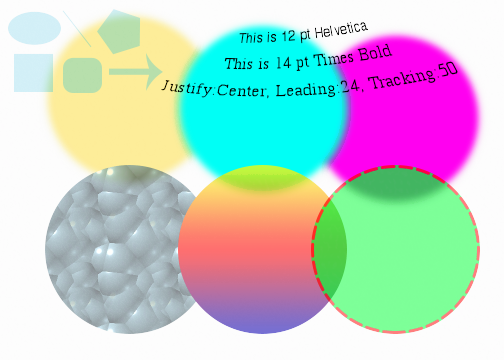 This is 12 pt Helvetica
This is 14 pt Times Bold
Justify:Center, Leading:24, Tracking:50